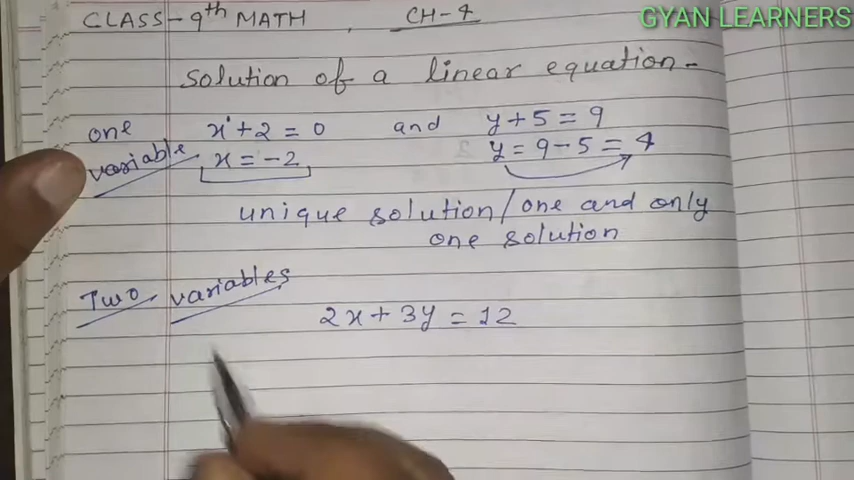 CLASS-9th MATH , CH-4
GYAN LEARNERS
Solution of a linear equation-
one variable
x¹+2=0 and y+5=9
x=-2 y=9-5=4
unique solution/one and only
one solution
Two variables
2x+3y=12